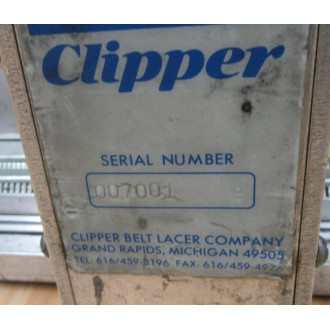 Clipper
SERIAL NUMBER
007001
CLIPPER BELT LACER COMPANY
GRAND RAPIDS, MICHIGAN 49505
TEL: 616/459-3196 FAX: 616/459-4976